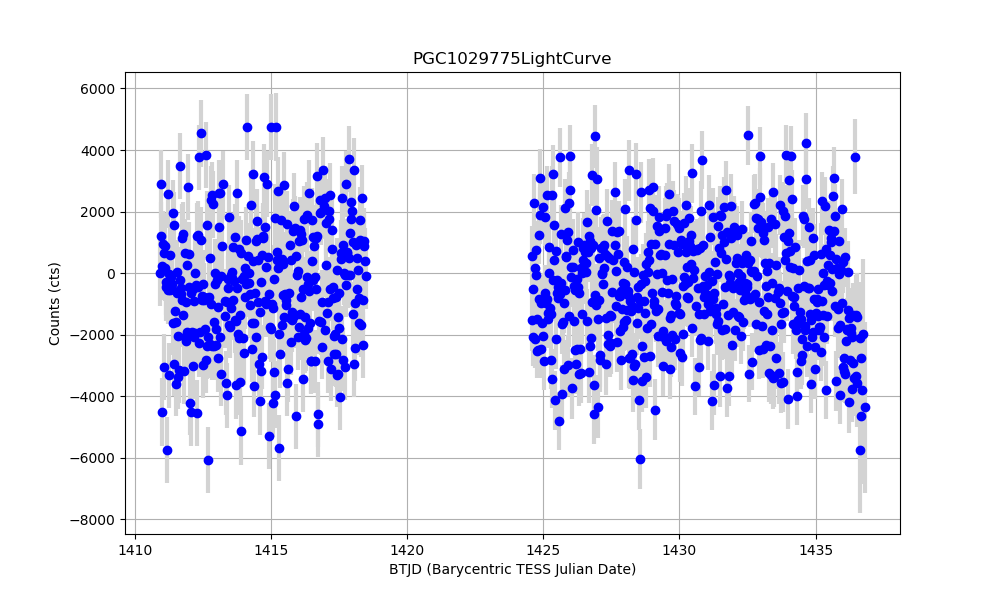 PGC1029775LightCurve
6000
4000
2000
0
−2000
−4000
−6000
−8000
Counts (cts)
1410 1415 1420 1425 1430 1435
BTJD (Barycentric TESS Julian Date)